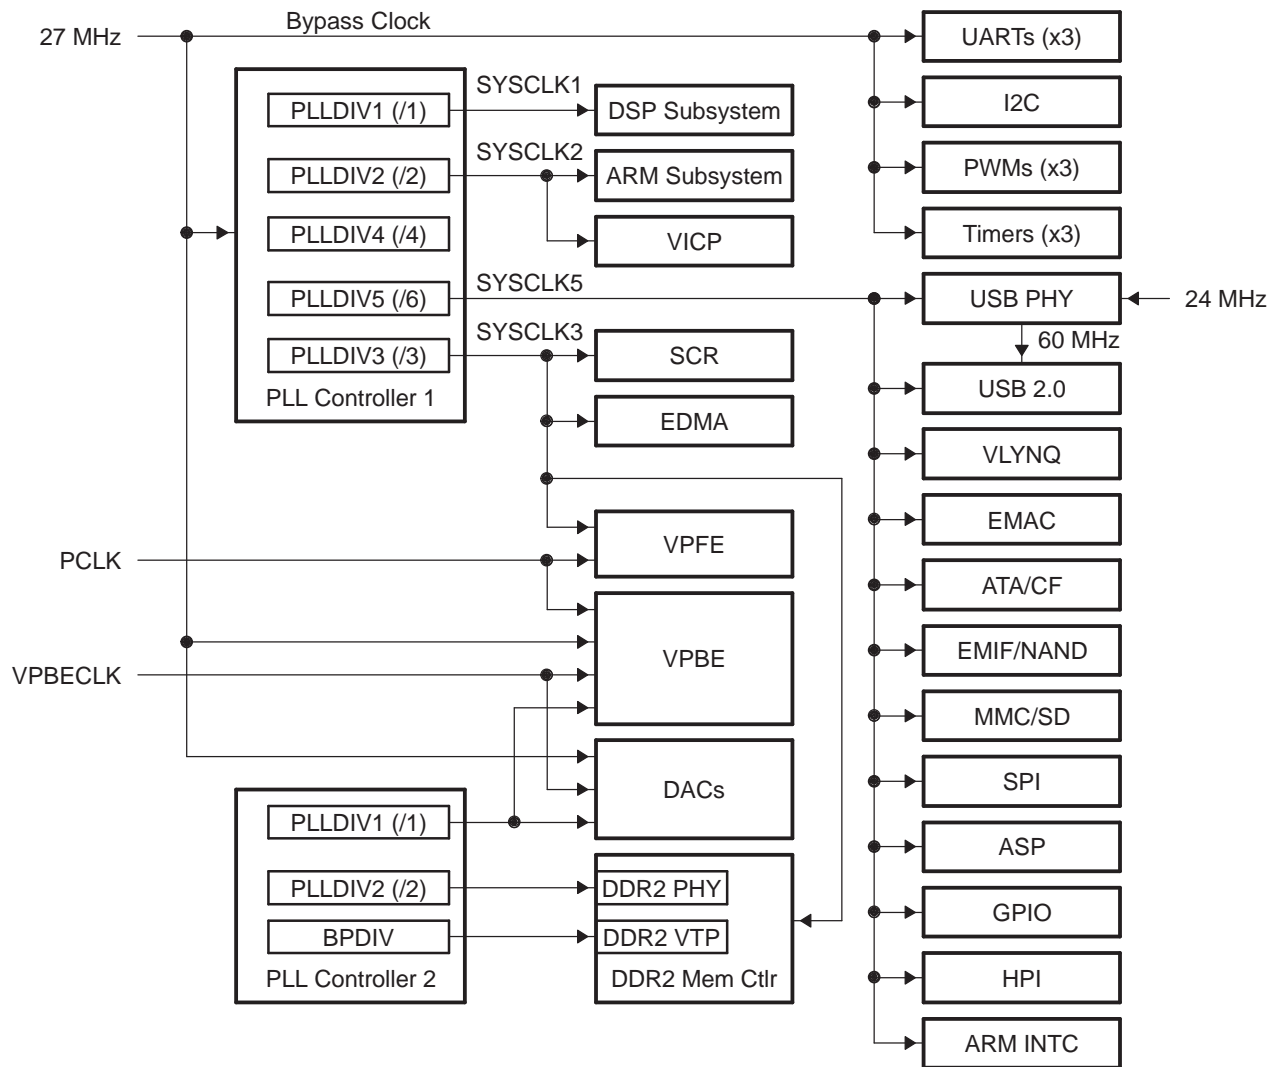 Bypass Clock
27 MHz
UARTs (x3)
SYSCLK1
PLLDIV1 (/1)
DSP Subsystem
I2C
SYSCLK2
PLLDIV2 (/2)
ARM Subsystem
PWMs (x3)
PLLDIV4 (/4)
VICP
Timers (x3)
SYSCLK5
PLLDIV5 (/6)
USB PHY
24 MHz
SYSCLK3
60 MHz
PLLDIV3 (/3)
SCR
PLL Controller 1
USB 2.0
EDMA
VLYNQ
EMAC
VPFE
PCLK
ATA/CF
VPBE
EMIF/NAND
VPBECLK
MMC/SD
DACs
SPI
PLLDIV1 (/1)
ASP
PLLDIV2 (/2)
DDR2 PHY
GPIO
BPDIV
DDR2 VTP
PLL Controller 2
DDR2 Mem Ctlr
HPI
ARM INTC